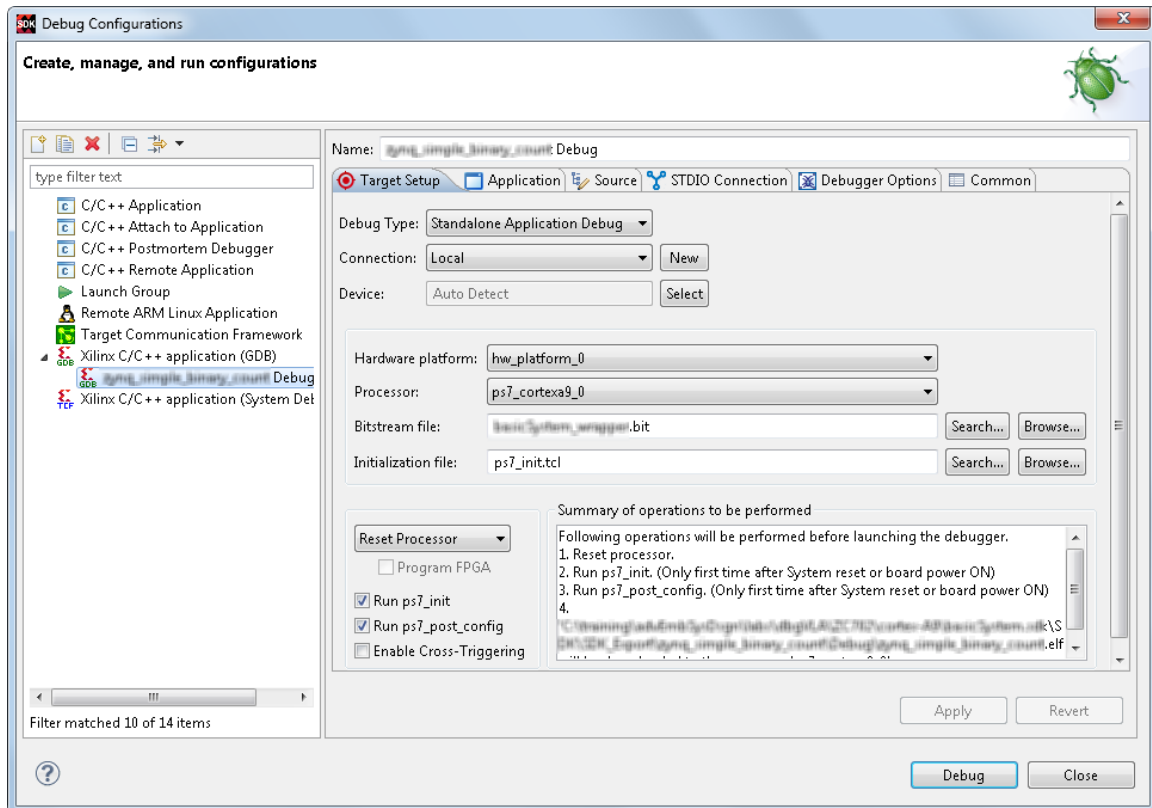 SDK Debug Configurations
Create, manage, and run configurations
type filter text
C/C++ Application
C/C++ Attach to Application
C/C++ Postmortem Debugger
C/C++ Remote Application
Launch Group
Remote ARM Linux Application
Target Communication Framework
GDB Xilinx C/C++ application (GDB)
GDB Debug
TCF Xilinx C/C++ application (System Del
Filter matched 10 of 14 items
Name: Debug
Target Setup Application Source STDIO Connection Debugger Options Common
Debug Type: Standalone Application Debug
Connection: Local New
Device: Auto Detect Select
Hardware platform: hw_platform_0
Processor: ps7_cortexa9_0
Bitstream file: .bit Search... Browse...
Initialization file: ps7_init.tcl Search... Browse...
Reset Processor
Program FPGA
Run ps7_init
Run ps7_post_config
Enable Cross-Triggering
Summary of operations to be performed
Following operations will be performed before launching the debugger.
1. Reset processor.
2. Run ps7_init. (Only first time after System reset or board power ON)
3. Run ps7_post_config. (Only first time after System reset or board power ON)
4.
\S
.elf
Apply Revert
? Debug Close